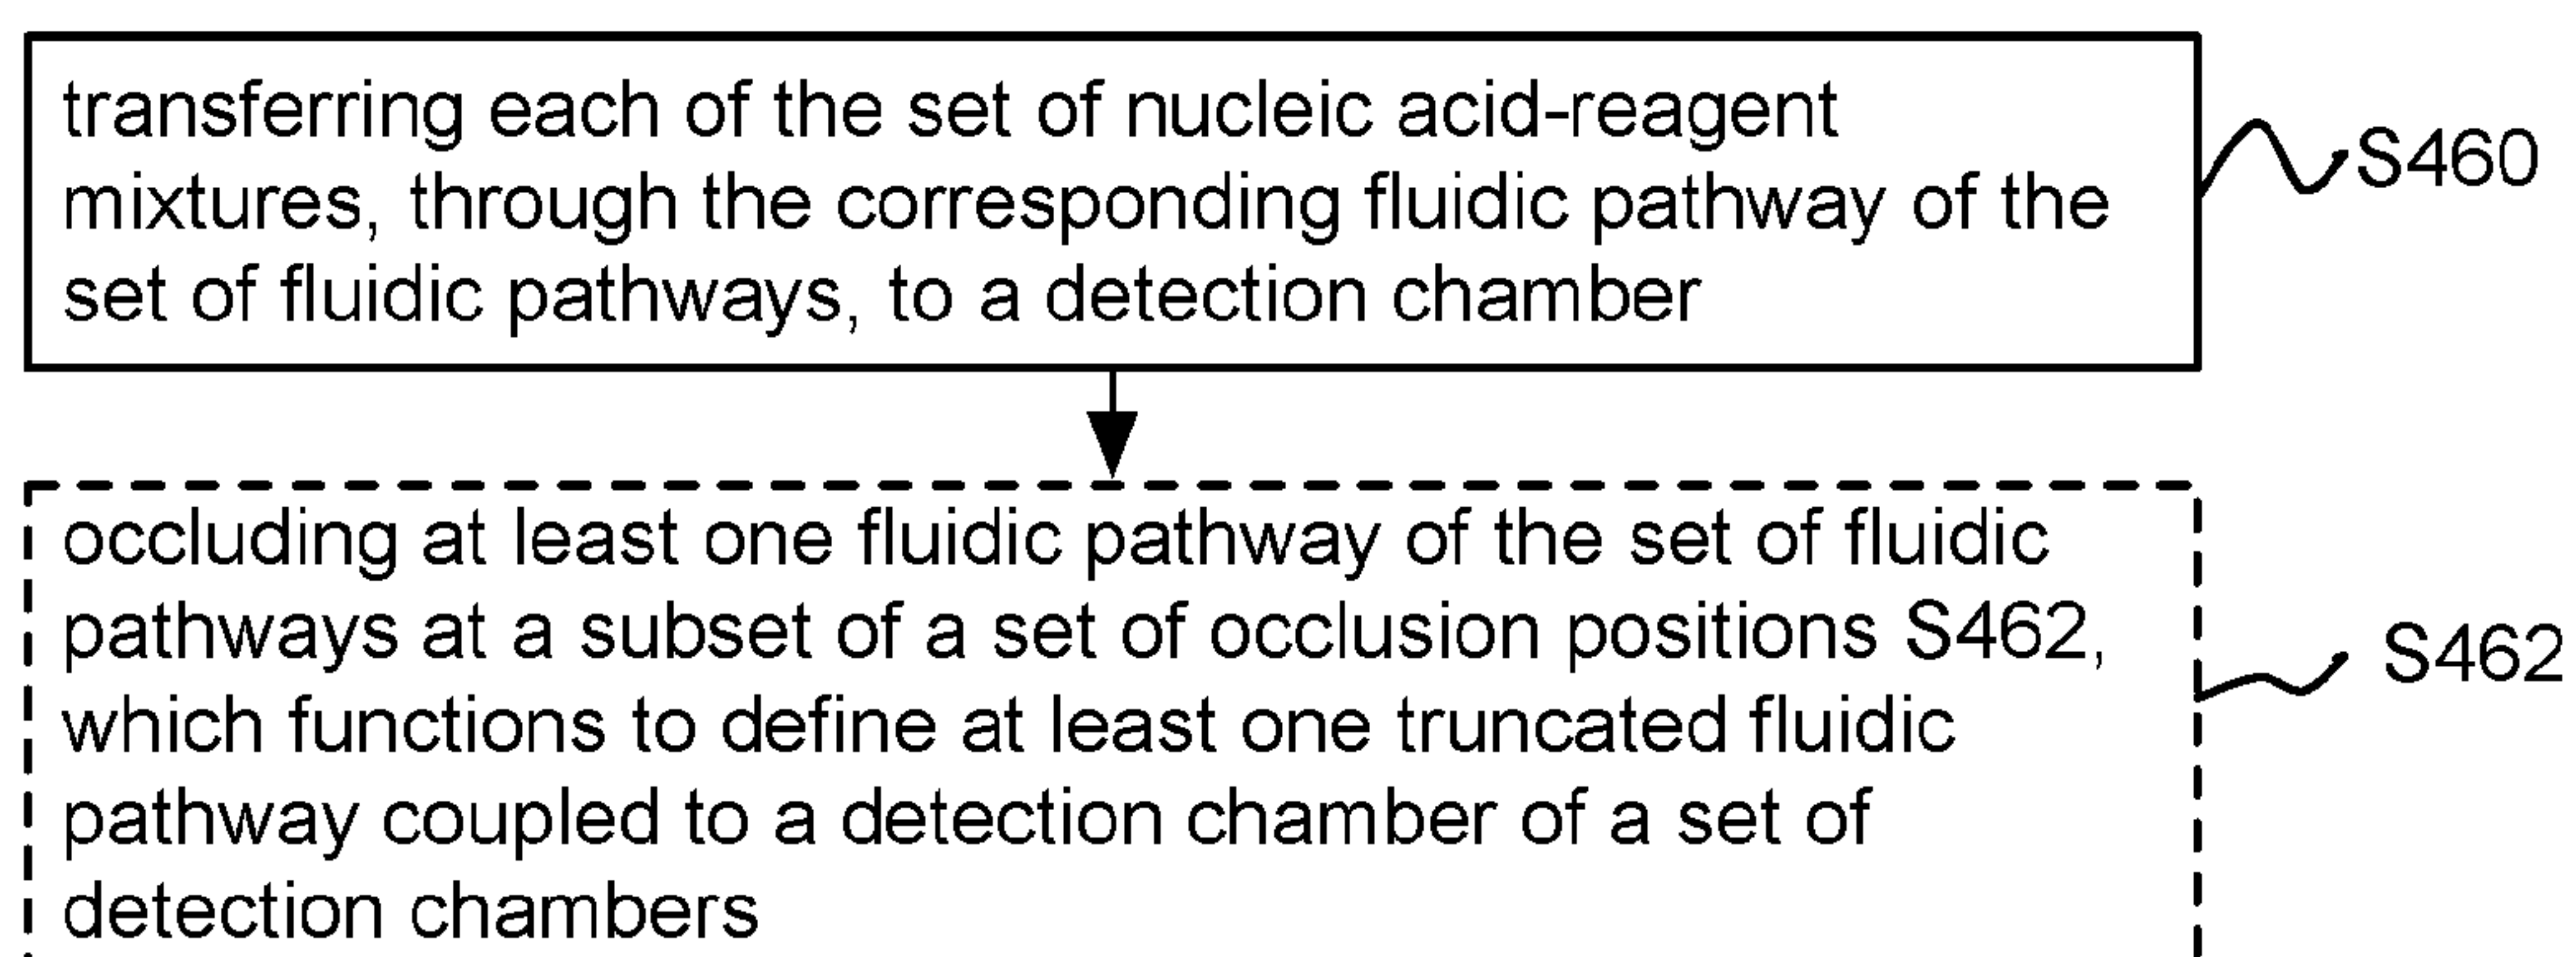 transferring each of the set of nucleic acid-reagent
mixtures, through the corresponding fluidic pathway of the
set of fluidic pathways, to a detection chamber
S460
occluding at least one fluidic pathway of the set of fluidic
pathways at a subset of a set of occlusion positions S462,
which functions to define at least one truncated fluidic
pathway coupled to a detection chamber of a set of
detection chambers
S462